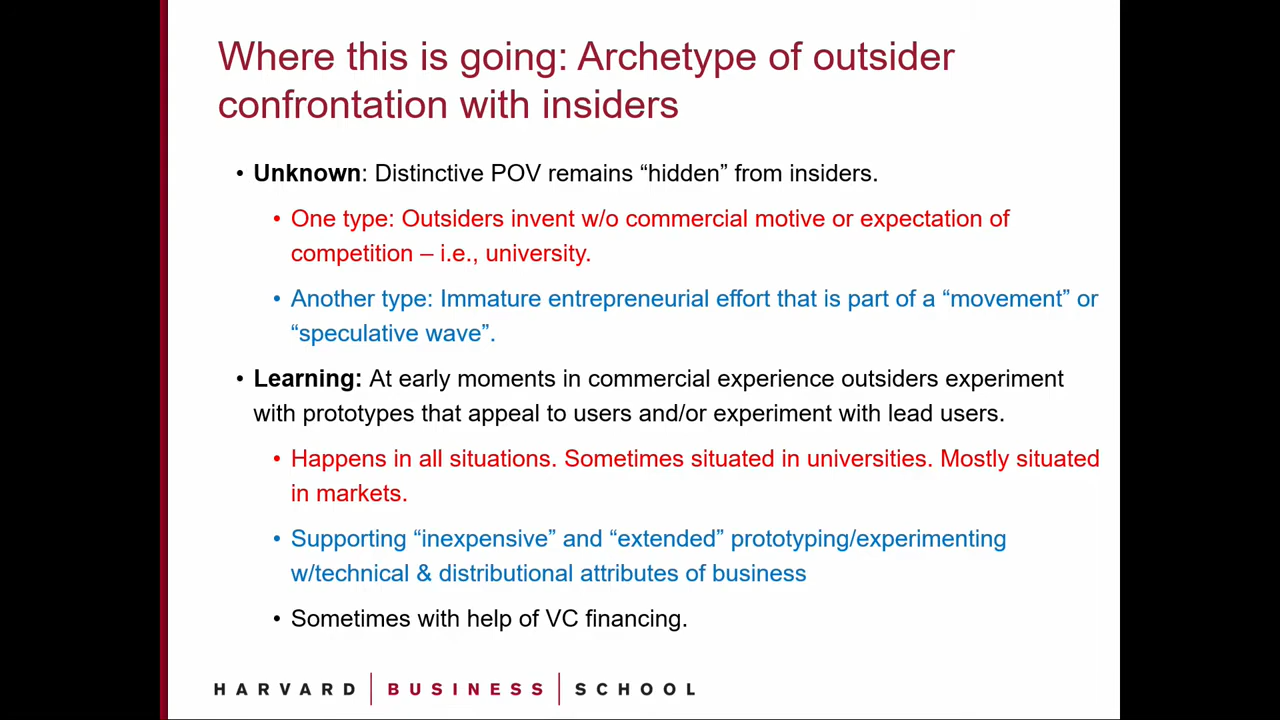 Where this is going: Archetype of outsider
confrontation with insiders
• Unknown: Distinctive POV remains “hidden” from insiders.
• One type: Outsiders invent w/o commercial motive or expectation of
competition – i.e., university.
• Another type: Immature entrepreneurial effort that is part of a “movement” or
“speculative wave”.
• Learning: At early moments in commercial experience outsiders experiment
with prototypes that appeal to users and/or experiment with lead users.
• Happens in all situations. Sometimes situated in universities. Mostly situated
in markets.
• Supporting “inexpensive” and “extended” prototyping/experimenting
w/technical & distributional attributes of business
• Sometimes with help of VC financing.
HARVARD | BUSINESS | SCHOOL